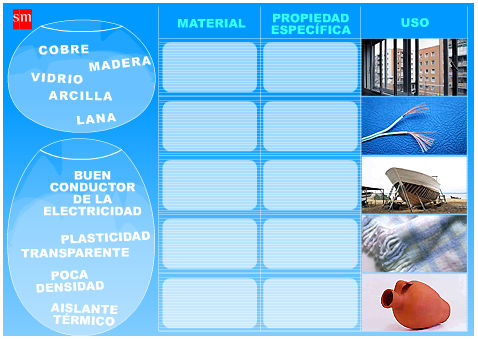 sm
MATERIAL
PROPIEDAD
ESPECÍFICA
USO
COBRE
MADERA
VIDRIO
ARCILLA
LANA
BUEN
CONDUCTOR
DE LA
ELECTRICIDAD
PLASTICIDAD
TRANSPARENTE
POCA
DENSIDAD
AISLANTE
TÉRMICO